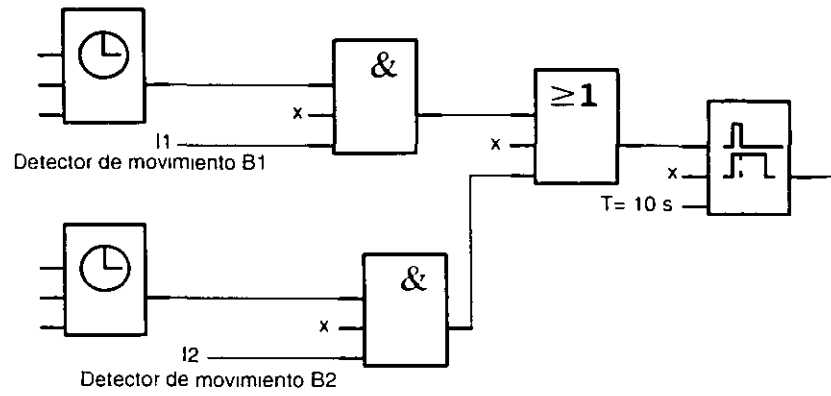 &
≥1
x
I1
Detector de movimiento B1
x
x
T= 10 s
&
x
I2
Detector de movimiento B2